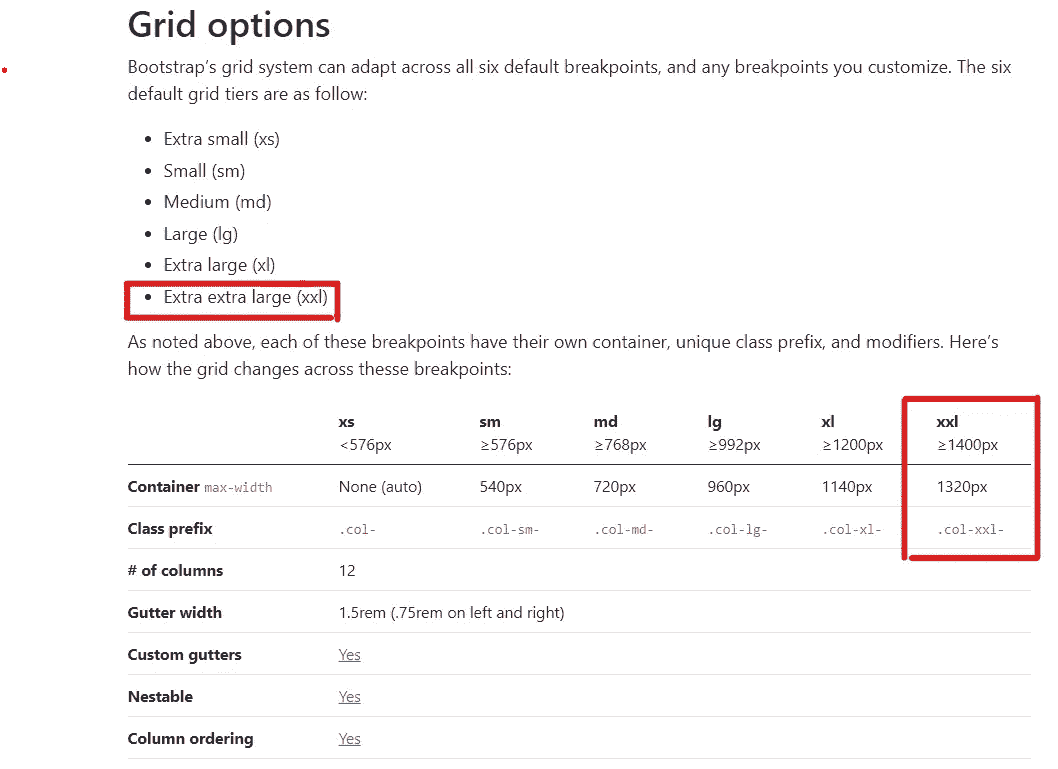 Grid options
Bootstrap’s grid system can adapt across all six default breakpoints, and any breakpoints you customize. The six
default grid tiers are as follow:
• Extra small (xs)
• Small (sm)
• Medium (md)
• Large (lg)
• Extra large (xl)
• Extra extra large (xxl)
As noted above, each of these breakpoints have their own container, unique class prefix, and modifiers. Here’s
how the grid changes across thesse breakpoints:
xs sm md lg xl xxl
<576px ≥576px ≥768px ≥992px ≥1200px ≥1400px
Container max-width None (auto) 540px 720px 960px 1140px 1320px
Class prefix .col- .col-sm- .col-md- .col-lg- .col-xl- .col-xxl-
# of columns 12
Gutter width 1.5rem (.75rem on left and right)
Custom gutters Yes
Nestable Yes
Column ordering Yes